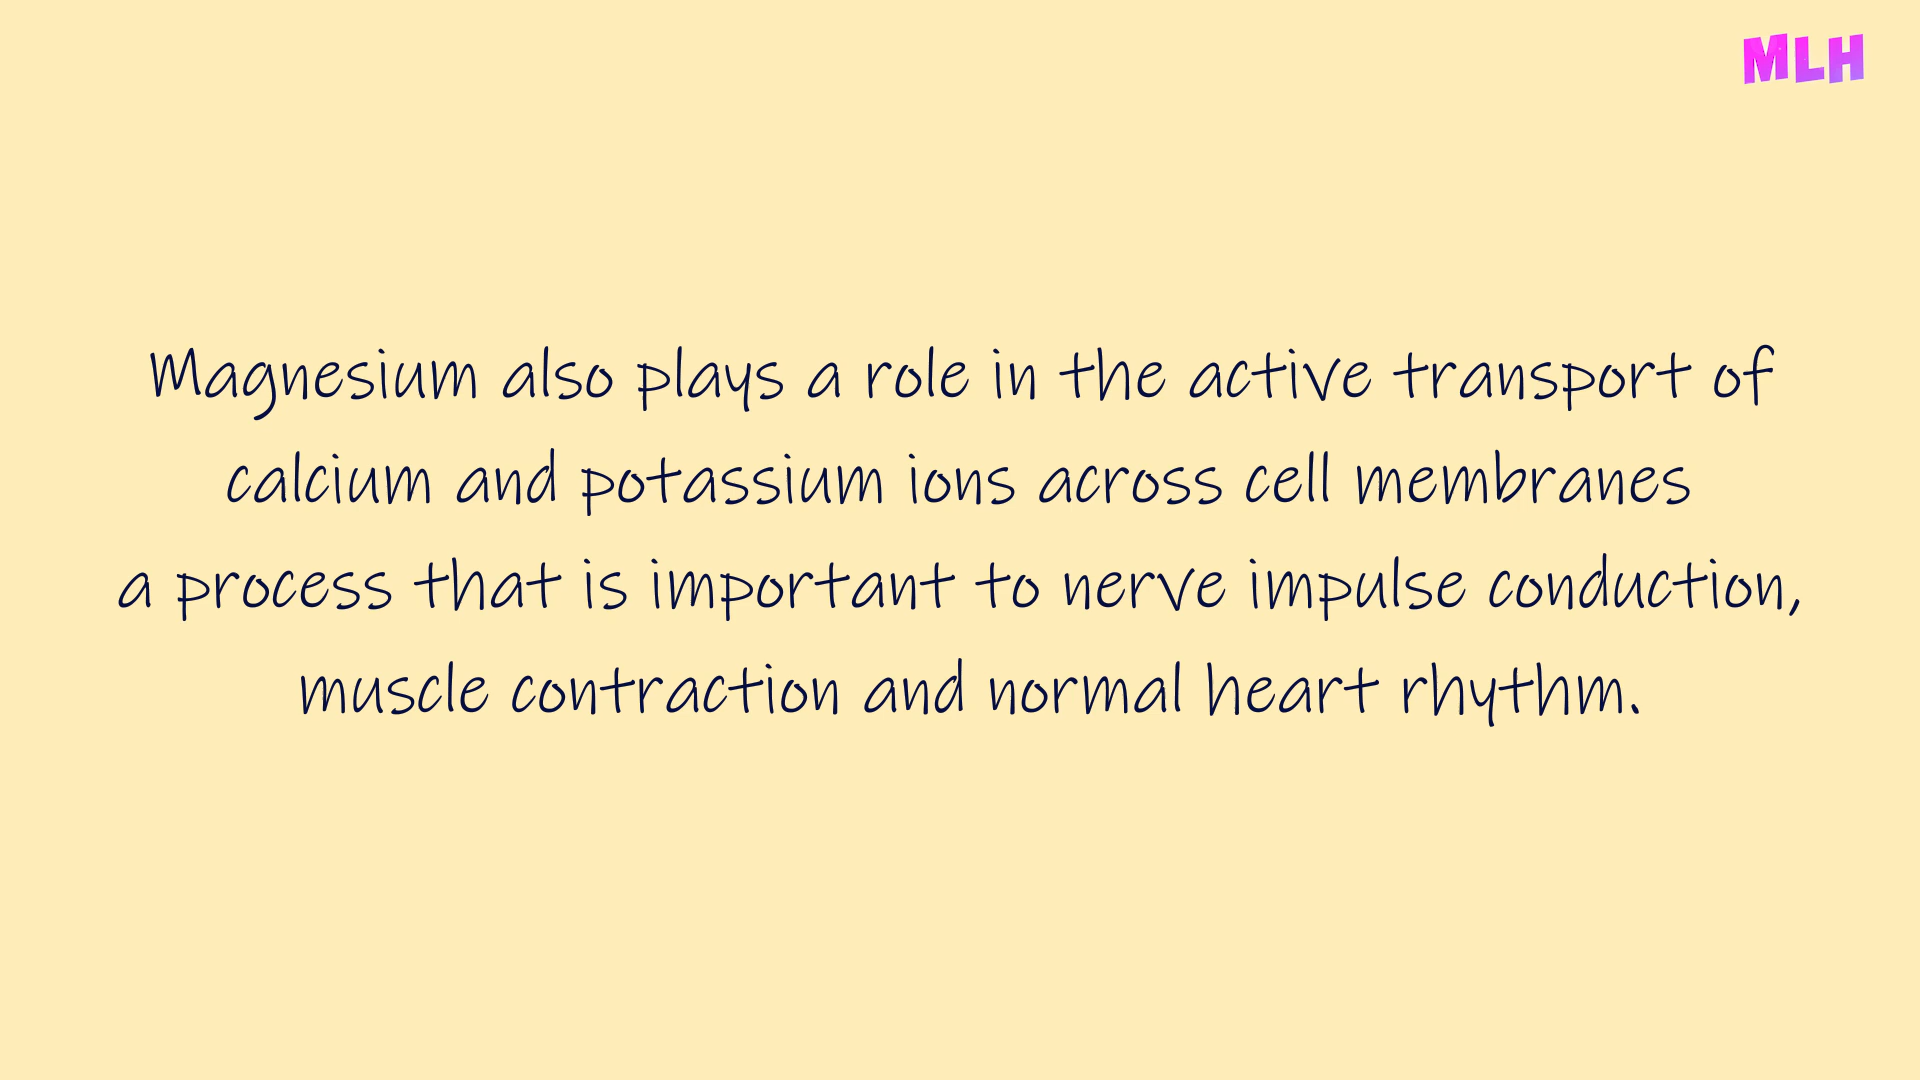 MLH
Magnesium also plays a role in the active transport of
calcium and potassium ions across cell membranes
a process that is important to nerve impulse conduction,
muscle contraction and normal heart rhythm.